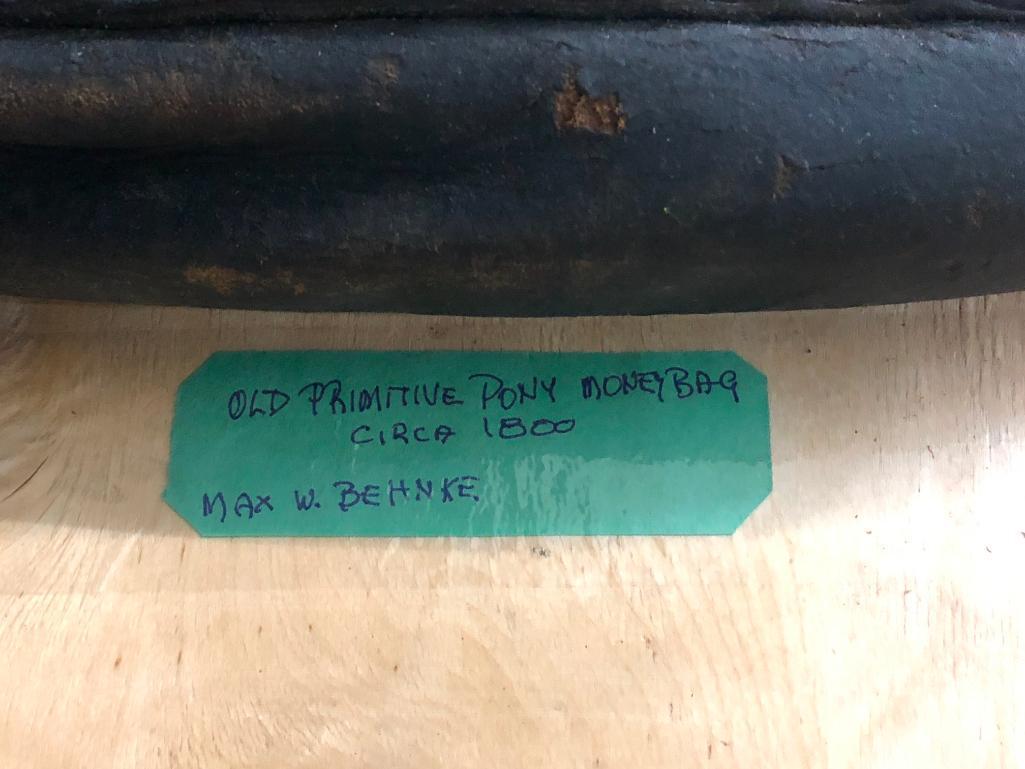 OLD PRIMITIVE PONY MONEYBAG
CIRCA 1800
MAX W. BEHNKE